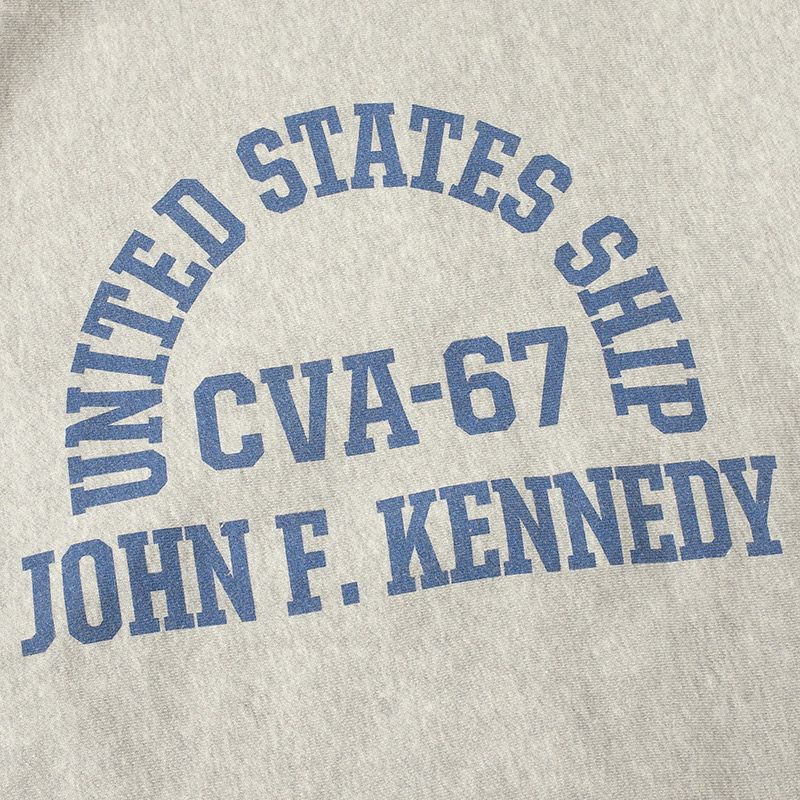 UNITED STATES SHIP
CVA-67
JOHN F. KENNEDY